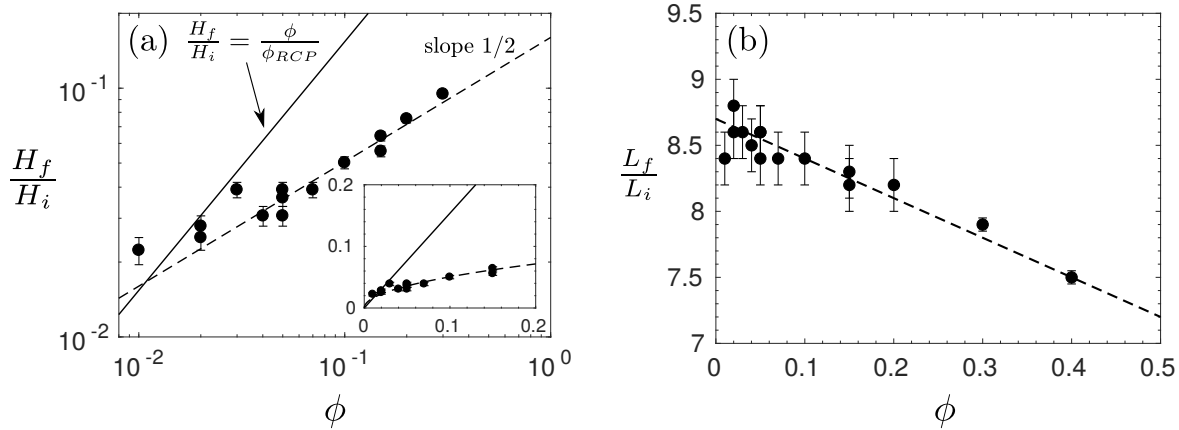 (a)
H_f/H_i = φ/φ_RCP
slope 1/2
10^-1
10^-2
H_f/H_i
10^-2 10^-1 10^0
φ
0.2
0.1
0
0 0.1 0.2
(b)
9.5
9
8.5
8
7.5
7
L_f/L_i
0 0.1 0.2 0.3 0.4 0.5
φ